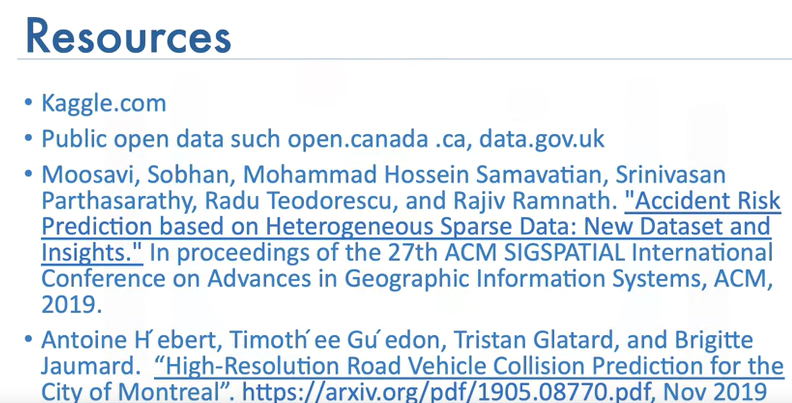 Resources
• Kaggle.com
• Public open data such open.canada .ca, data.gov.uk
• Moosavi, Sobhan, Mohammad Hossein Samavatian, Srinivasan
Parthasarathy, Radu Teodorescu, and Rajiv Ramnath. "Accident Risk
Prediction based on Heterogeneous Sparse Data: New Dataset and
Insights." In proceedings of the 27th ACM SIGSPATIAL International
Conference on Advances in Geographic Information Systems, ACM,
2019.
• Antoine H ́ebert, Timoth ́ee Gu ́edon, Tristan Glatard, and Brigitte
Jaumard. “High-Resolution Road Vehicle Collision Prediction for the
City of Montreal”. https://arxiv.org/pdf/1905.08770.pdf, Nov 2019